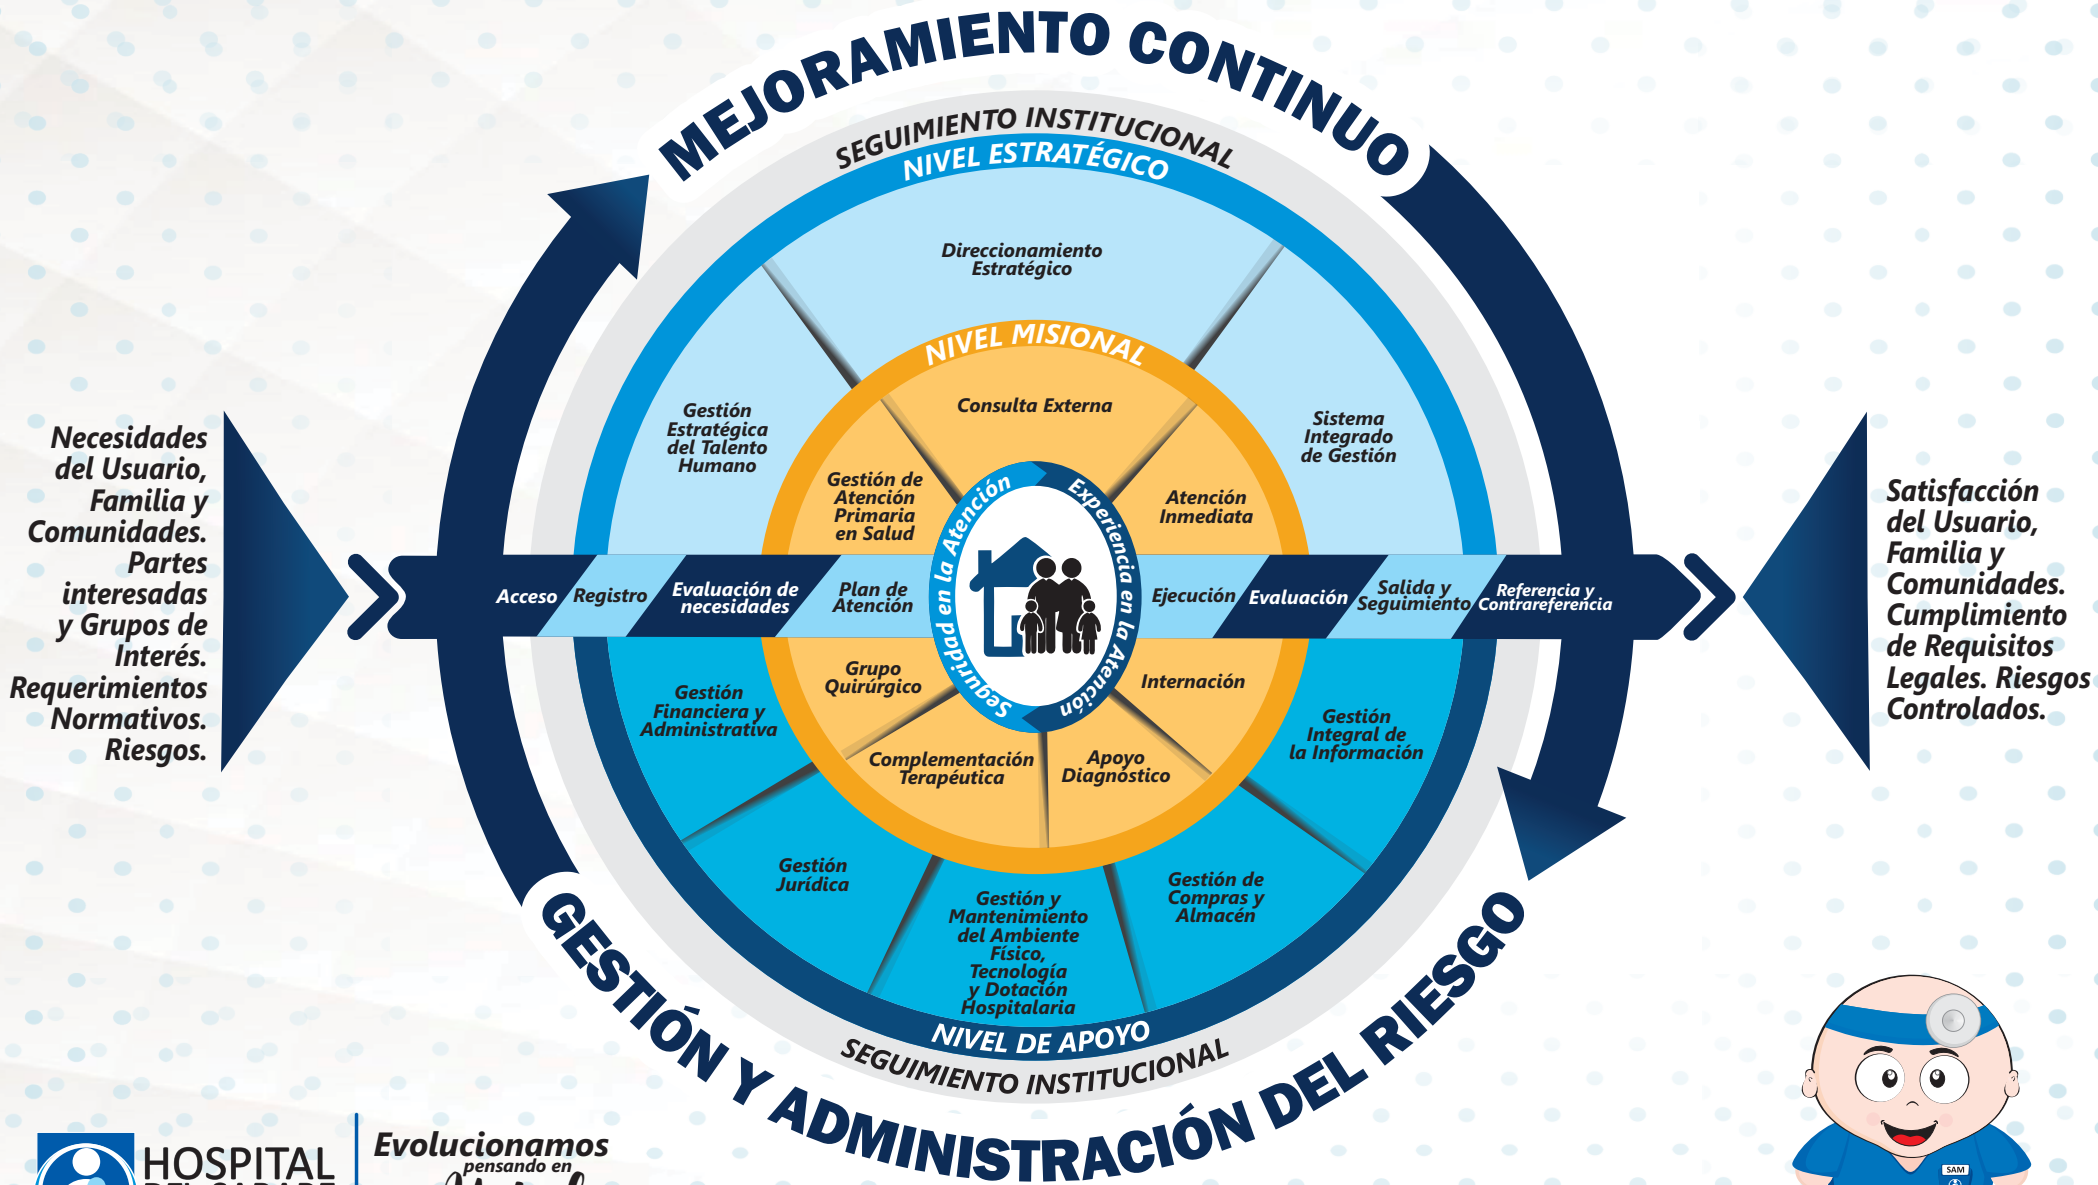 MEJORAMIENTO CONTINUO
SEGUIMIENTO INSTITUCIONAL
NIVEL ESTRATÉGICO
Direccionamiento
Estratégico
Gestión
Estratégica
del Talento
Humano
Sistema
Integrado
de Gestión
NIVEL MISIONAL
Consulta Externa
Gestión de
Atención
Primaria
en Salud
Atención
Inmediata
Seguridad en la Atención
Experiencia en la Atención
Necesidades
del Usuario,
Familia y
Comunidades.
Partes
interesadas
y Grupos de
Interés.
Requerimientos
Normativos.
Riesgos.
Acceso
Registro
Evaluación de
necesidades
Plan de
Atención
Ejecución
Evaluación
Salida y
Seguimiento
Referencia y
Contrareferencia
Satisfacción
del Usuario,
Familia y
Comunidades.
Cumplimiento
de Requisitos
Legales. Riesgos
Controlados.
Grupo
Quirúrgico
Internación
Complementación
Terapéutica
Apoyo
Diagnóstico
Gestión
Financiera y
Administrativa
Gestión
Integral de
la Información
Gestión
Jurídica
Gestión y
Mantenimiento
del Ambiente
Físico,
Tecnología
y Dotación
Hospitalaria
Gestión de
Compras y
Almacén
NIVEL DE APOYO
SEGUIMIENTO INSTITUCIONAL
GESTIÓN Y ADMINISTRACIÓN DEL RIESGO
HOSPITAL
Evolucionamos
pensando en
SAM